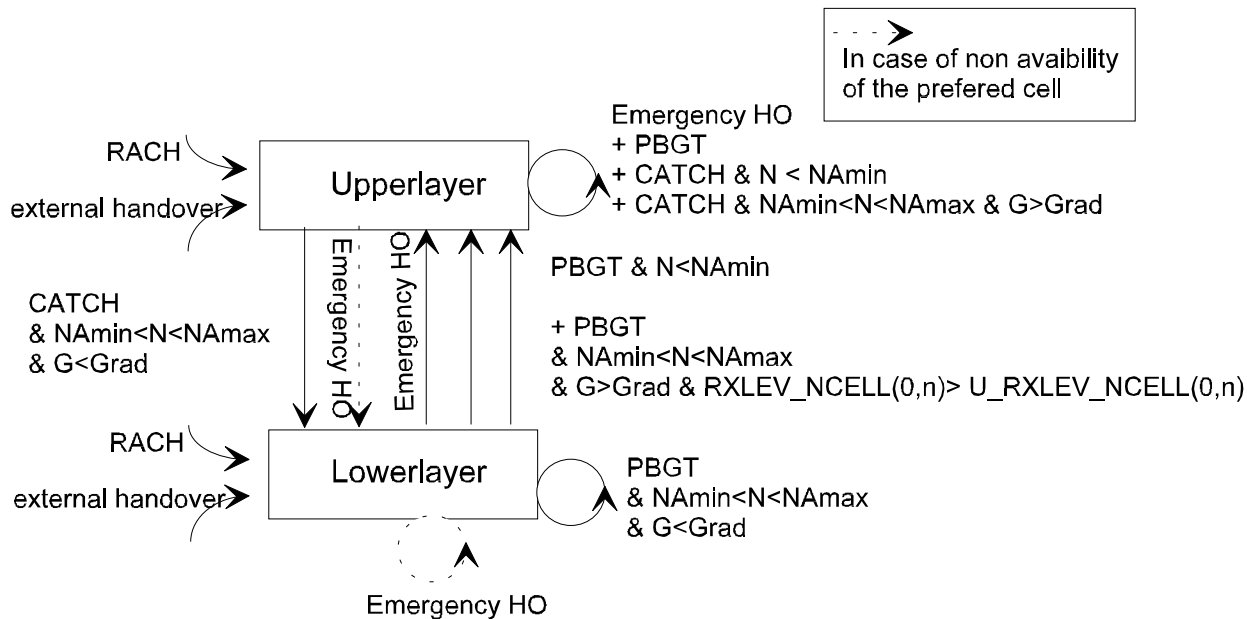 In case of non avaibility
of the prefered cell
Emergency HO
+ PBGT
+ CATCH & N < NAmin
+ CATCH & NAmin<N<NAmax & G>Grad
RACH
external handover
Upperlayer
Emergency HO
Emergency HO
PBGT & N<NAmin
CATCH
& NAmin<N<NAmax
& G<Grad
+ PBGT
& NAmin<N<NAmax
& G>Grad & RXLEV_NCELL(0,n)> U_RXLEV_NCELL(0,n)
RACH
external handover
Lowerlayer
PBGT
& NAmin<N<NAmax
& G<Grad
Emergency HO